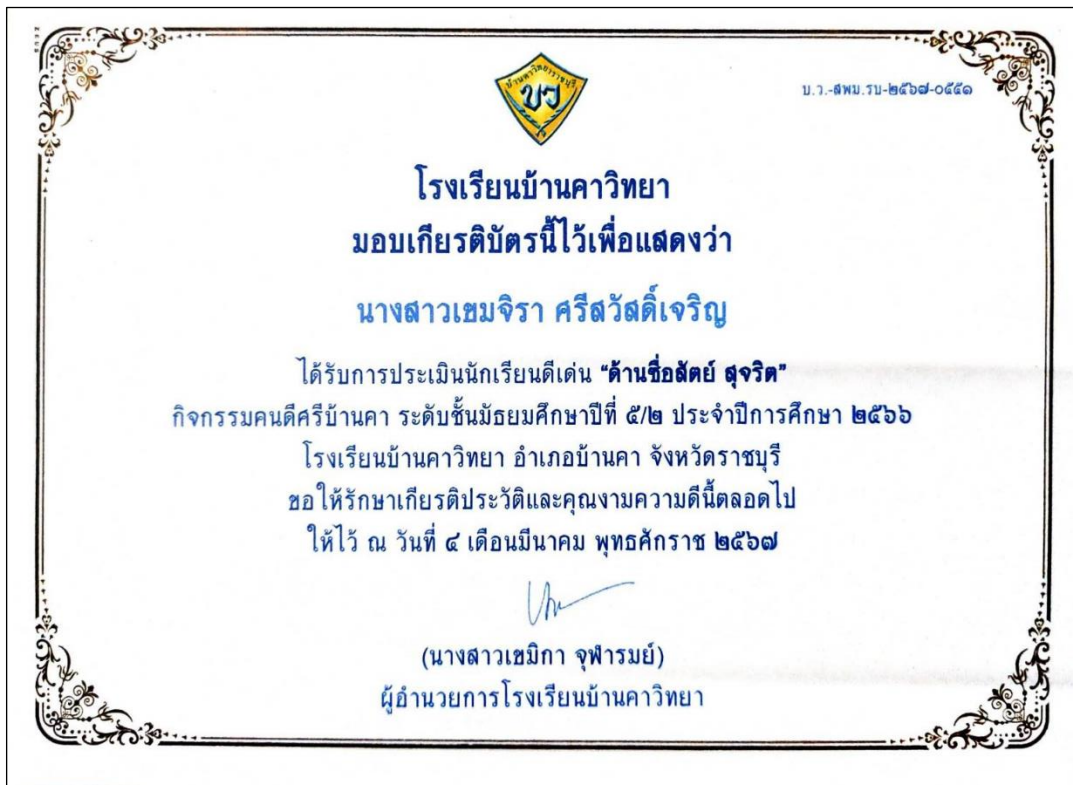 บ้านคาวิทยาราชบุรี
บว
บ.ว.-สพม.รบ-๒๕๖๗-๐๕๕๑
โรงเรียนบ้านคาวิทยา
มอบเกียรติบัตรนี้ไว้เพื่อแสดงว่า
นางสาวเขมจิรา ศรีสวัสดิ์เจริญ
ได้รับการประเมินนักเรียนดีเด่น "ด้านซื่อสัตย์ สุจริต"
กิจกรรมคนดีศรีบ้านคา ระดับชั้นมัธยมศึกษาปีที่ ๕/๒ ประจำปีการศึกษา ๒๕๖๖
โรงเรียนบ้านคาวิทยา อำเภอบ้านคา จังหวัดราชบุรี
ขอให้รักษาเกียรติประวัติและคุณงามความดีนี้ตลอดไป
ให้ไว้ ณ วันที่ ๔ เดือนมีนาคม พุทธศักราช ๒๕๖๗
(นางสาวเขมิกา จุฬารมย์)
ผู้อำนวยการโรงเรียนบ้านคาวิทยา